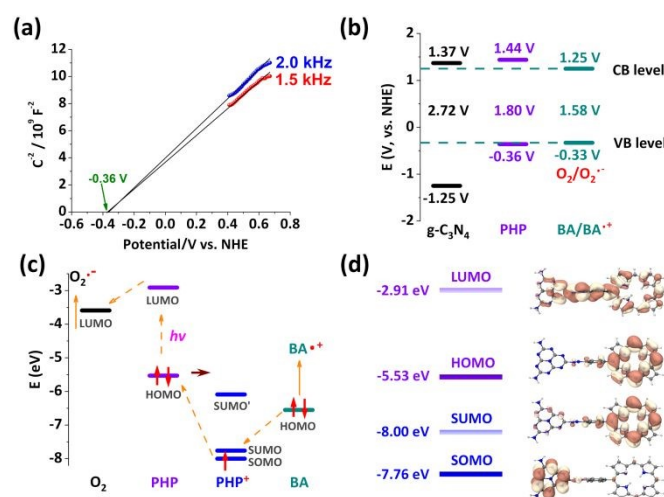 (a)
C⁻² / 10⁹ F⁻²
12
10
8
6
4
2
0
2.0 kHz
1.5 kHz
-0.36 V
-0.6 -0.4 -0.2 0.0 0.2 0.4 0.6 0.8
Potential/V vs. NHE
(b)
E (V, vs. NHE)
2
1
0
-1
-2
1.37 V 1.44 V 1.25 V
CB level
2.72 V 1.80 V 1.58 V
VB level
-0.36 V -0.33 V
O₂/O₂•⁻
-1.25 V
g-C₃N₄ PHP BA/BA•⁺
(c)
E (eV)
-3
-4
-5
-6
-7
-8
O₂•⁻
LUMO
LUMO
hν
HOMO
BA•⁺
SUMO'
HOMO
SUMO
SOMO
O₂ PHP PHP⁺ BA
(d)
LUMO
-2.91 eV
HOMO
-5.53 eV
SUMO
-8.00 eV
SOMO
-7.76 eV